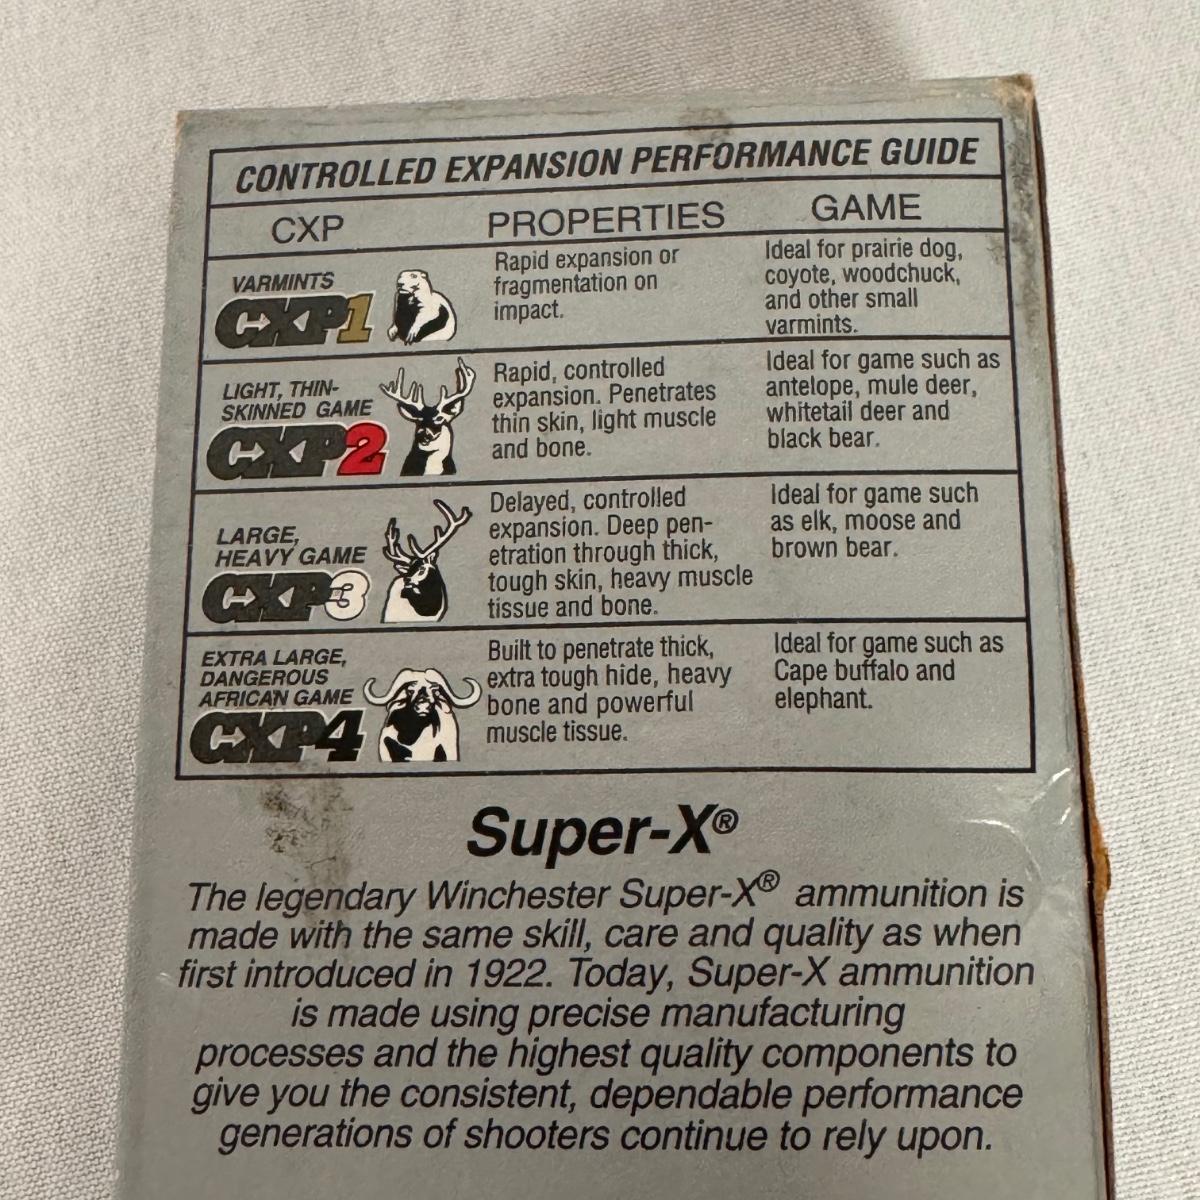 CONTROLLED EXPANSION PERFORMANCE GUIDE
CXP PROPERTIES GAME
VARMINTS
CXP1
Rapid expansion or
fragmentation on
impact.
Ideal for prairie dog,
coyote, woodchuck,
and other small
varmints.
LIGHT, THIN-
SKINNED GAME
CXP2
Rapid, controlled
expansion. Penetrates
thin skin, light muscle
and bone.
Ideal for game such as
antelope, mule deer,
whitetail deer and
black bear.
LARGE,
HEAVY GAME
CXP3
Delayed, controlled
expansion. Deep pen-
etration through thick,
tough skin, heavy muscle
tissue and bone.
Ideal for game such
as elk, moose and
brown bear.
EXTRA LARGE,
DANGEROUS
AFRICAN GAME
CXP4
Built to penetrate thick,
extra tough hide, heavy
bone and powerful
muscle tissue.
Ideal for game such as
Cape buffalo and
elephant.
Super-X®
The legendary Winchester Super-X® ammunition is
made with the same skill, care and quality as when
first introduced in 1922. Today, Super-X ammunition
is made using precise manufacturing
processes and the highest quality components to
give you the consistent, dependable performance
generations of shooters continue to rely upon.